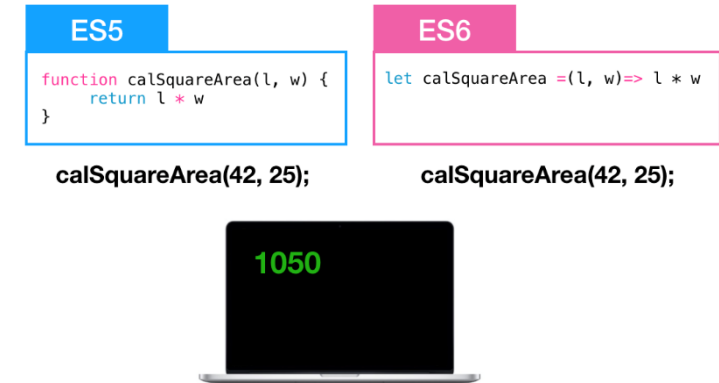 ES5
function calSquareArea(l, w) {
return l * w
}
calSquareArea(42, 25);
ES6
let calSquareArea =(l, w)=> l * w
calSquareArea(42, 25);
1050